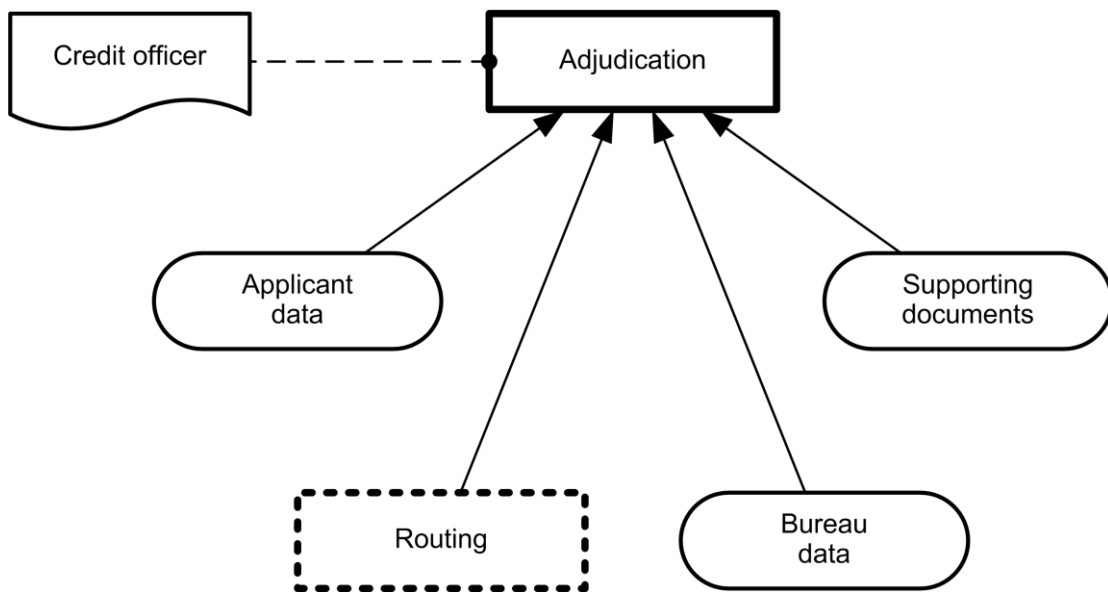 Credit officer
Adjudication
Applicant
data
Supporting
documents
Routing
Bureau
data